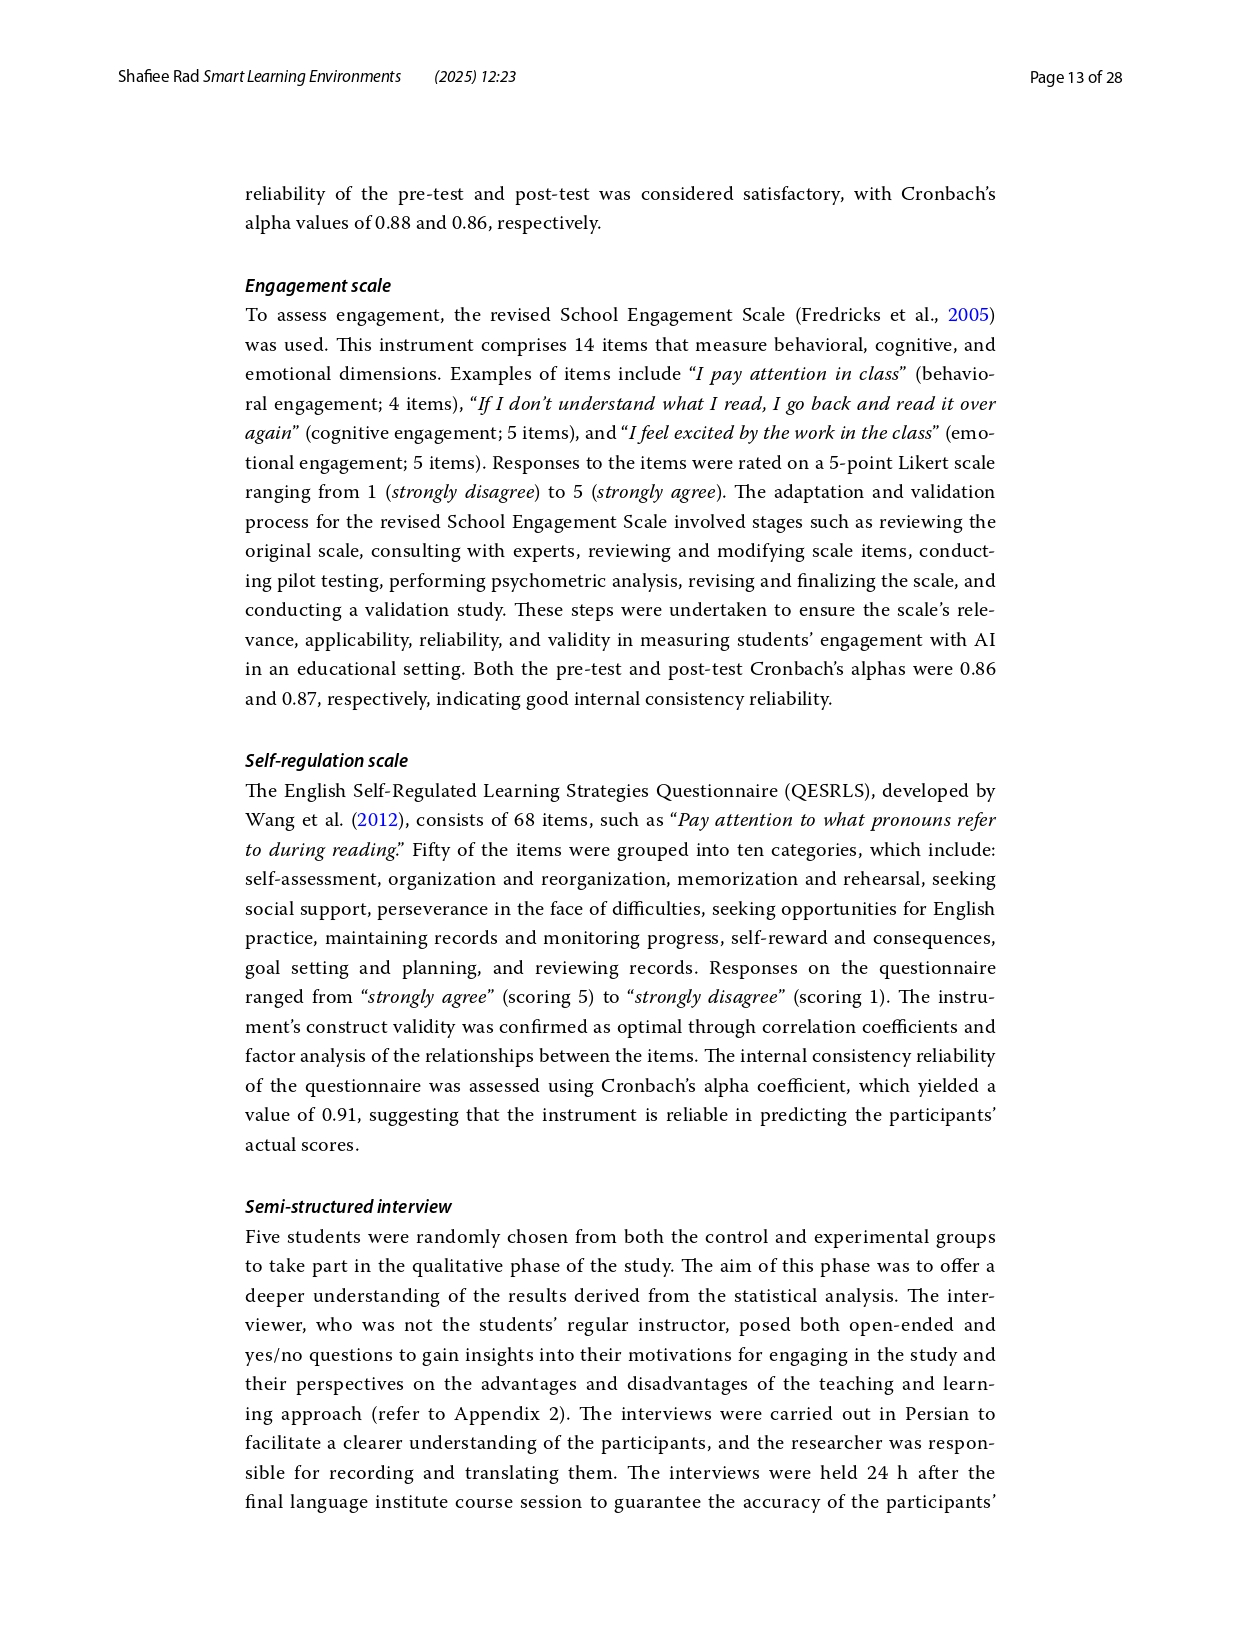 Shafiee Rad Smart Learning Environments (2025) 12:23
Page 13 of 28
reliability of the pre-test and post-test was considered satisfactory, with Cronbach’s
alpha values of 0.88 and 0.86, respectively.
Engagement scale
To assess engagement, the revised School Engagement Scale (Fredricks et al., 2005)
was used. This instrument comprises 14 items that measure behavioral, cognitive, and
emotional dimensions. Examples of items include “I pay attention in class” (behavio-
ral engagement; 4 items), “If I don’t understand what I read, I go back and read it over
again” (cognitive engagement; 5 items), and “I feel excited by the work in the class” (emo-
tional engagement; 5 items). Responses to the items were rated on a 5-point Likert scale
ranging from 1 (strongly disagree) to 5 (strongly agree). The adaptation and validation
process for the revised School Engagement Scale involved stages such as reviewing the
original scale, consulting with experts, reviewing and modifying scale items, conduct-
ing pilot testing, performing psychometric analysis, revising and finalizing the scale, and
conducting a validation study. These steps were undertaken to ensure the scale’s rele-
vance, applicability, reliability, and validity in measuring students’ engagement with AI
in an educational setting. Both the pre-test and post-test Cronbach’s alphas were 0.86
and 0.87, respectively, indicating good internal consistency reliability.
Self-regulation scale
The English Self-Regulated Learning Strategies Questionnaire (QESRLS), developed by
Wang et al. (2012), consists of 68 items, such as “Pay attention to what pronouns refer
to during reading.” Fifty of the items were grouped into ten categories, which include:
self-assessment, organization and reorganization, memorization and rehearsal, seeking
social support, perseverance in the face of difficulties, seeking opportunities for English
practice, maintaining records and monitoring progress, self-reward and consequences,
goal setting and planning, and reviewing records. Responses on the questionnaire
ranged from “strongly agree” (scoring 5) to “strongly disagree” (scoring 1). The instru-
ment’s construct validity was confirmed as optimal through correlation coefficients and
factor analysis of the relationships between the items. The internal consistency reliability
of the questionnaire was assessed using Cronbach’s alpha coefficient, which yielded a
value of 0.91, suggesting that the instrument is reliable in predicting the participants’
actual scores.
Semi-structured interview
Five students were randomly chosen from both the control and experimental groups
to take part in the qualitative phase of the study. The aim of this phase was to offer a
deeper understanding of the results derived from the statistical analysis. The inter-
viewer, who was not the students’ regular instructor, posed both open-ended and
yes/no questions to gain insights into their motivations for engaging in the study and
their perspectives on the advantages and disadvantages of the teaching and learn-
ing approach (refer to Appendix 2). The interviews were carried out in Persian to
facilitate a clearer understanding of the participants, and the researcher was respon-
sible for recording and translating them. The interviews were held 24 h after the
final language institute course session to guarantee the accuracy of the participants’